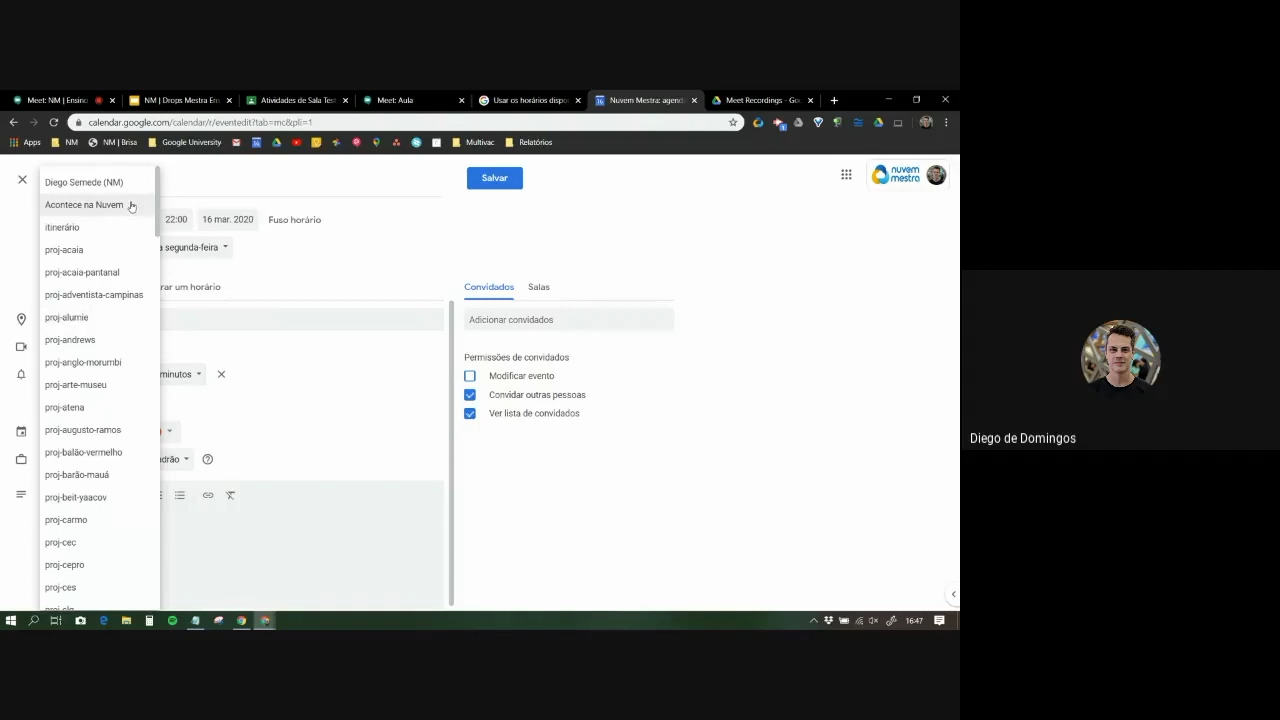 Meet: NM | Ensino
NM | Drops Mestra En
Atividades de Sala Test
Meet: Aula
Usar os horários dispo
Nuvem Mestra: agend
Meet Recordings - Goo
calendar.google.com/calendar/r/eventedit?tab=mc&pli=1
Apps
NM
NM | Brisa
Google University
Multivac
Relatórios
Diego Semede (NM)
Acontece na Nuvem
itinerário
proj-acaia
proj-acaia-pantanal
proj-adventista-campinas
proj-alumie
proj-andrews
proj-anglo-morumbi
proj-arte-museu
proj-atena
proj-augusto-ramos
proj-balão-vermelho
proj-barão-mauá
proj-beit-yaacov
proj-carmo
proj-cec
proj-cepro
proj-ces
Salvar
nuvem
mestra
22:00
16 mar. 2020
Fuso horário
a segunda-feira
rar um horário
Convidados
Salas
Adicionar convidados
Permissões de convidados
minutos
Modificar evento
Convidar outras pessoas
Ver lista de convidados
drão
16:47
Diego de Domingos